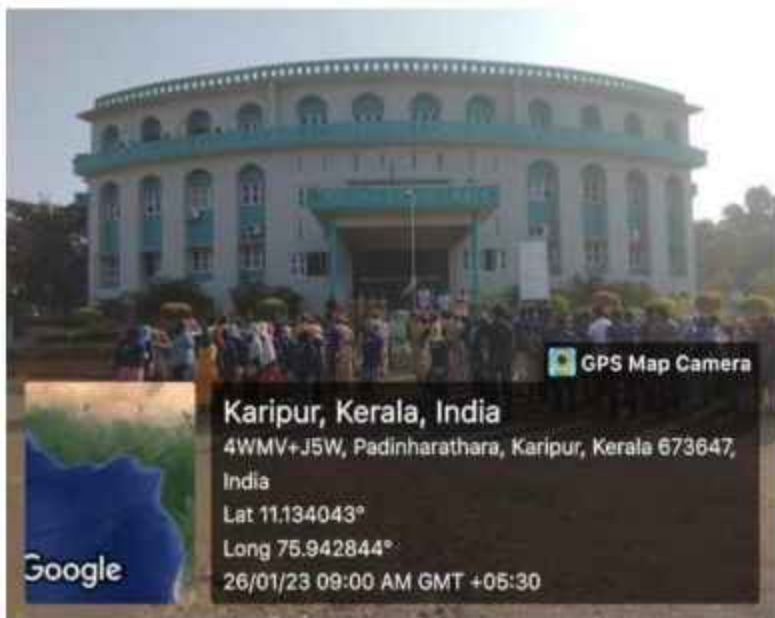 GPS Map Camera
Karipur, Kerala, India
4WMV+J5W, Padinharathara, Karipur, Kerala 673647,
India
Lat 11.134043°
Long 75.942844°
Google
26/01/23 09:00 AM GMT +05:30